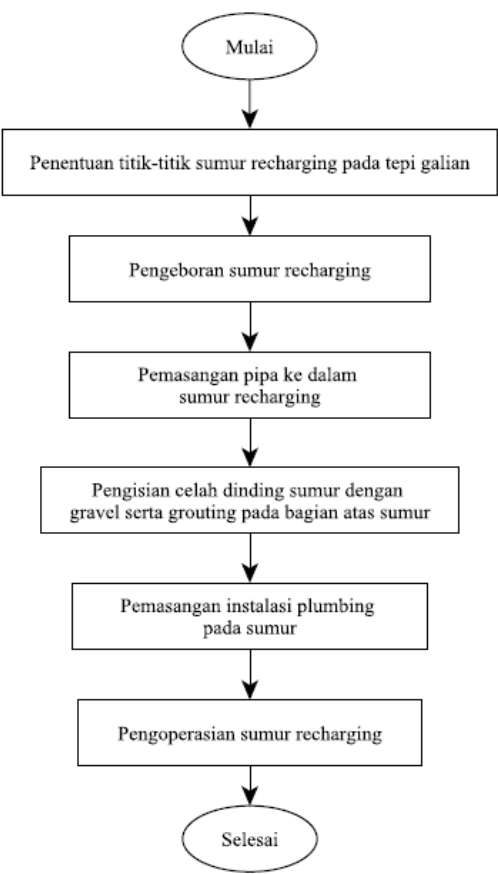 Mulai
Penentuan titik-titik sumur recharging pada tepi galian
Pengeboran sumur recharging
Pemasangan pipa ke dalam
sumur recharging
Pengisian celah dinding sumur dengan
gravel serta grouting pada bagian atas sumur
Pemasangan instalasi plumbing
pada sumur
Pengoperasian sumur recharging
Selesai